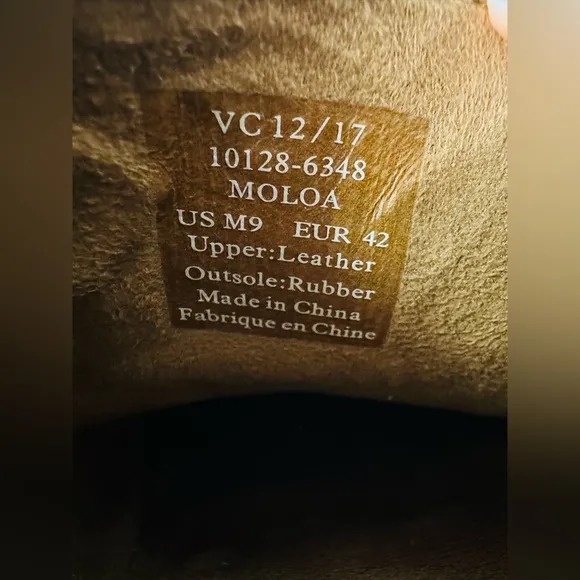 VC 12/17
10128-6348
MOLOA
US M9 EUR 42
Upper:Leather
Outsole:Rubber
Made in China
Fabrique en Chine